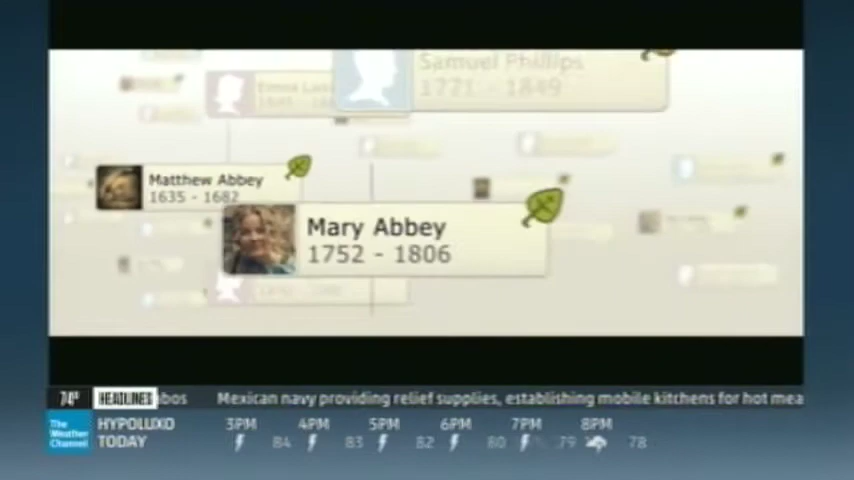 Samuel Phillips
1771 - 1849
Matthew Abbey
1635 - 1682
Mary Abbey
1752 - 1806
74° HEADLINES bos Mexican navy providing relief supplies, establishing mobile kitchens for hot mea
The Weather Channel
HYPOLUXO
TODAY
3PM 4PM 5PM 6PM 7PM 8PM
84 83 82 80 79 78